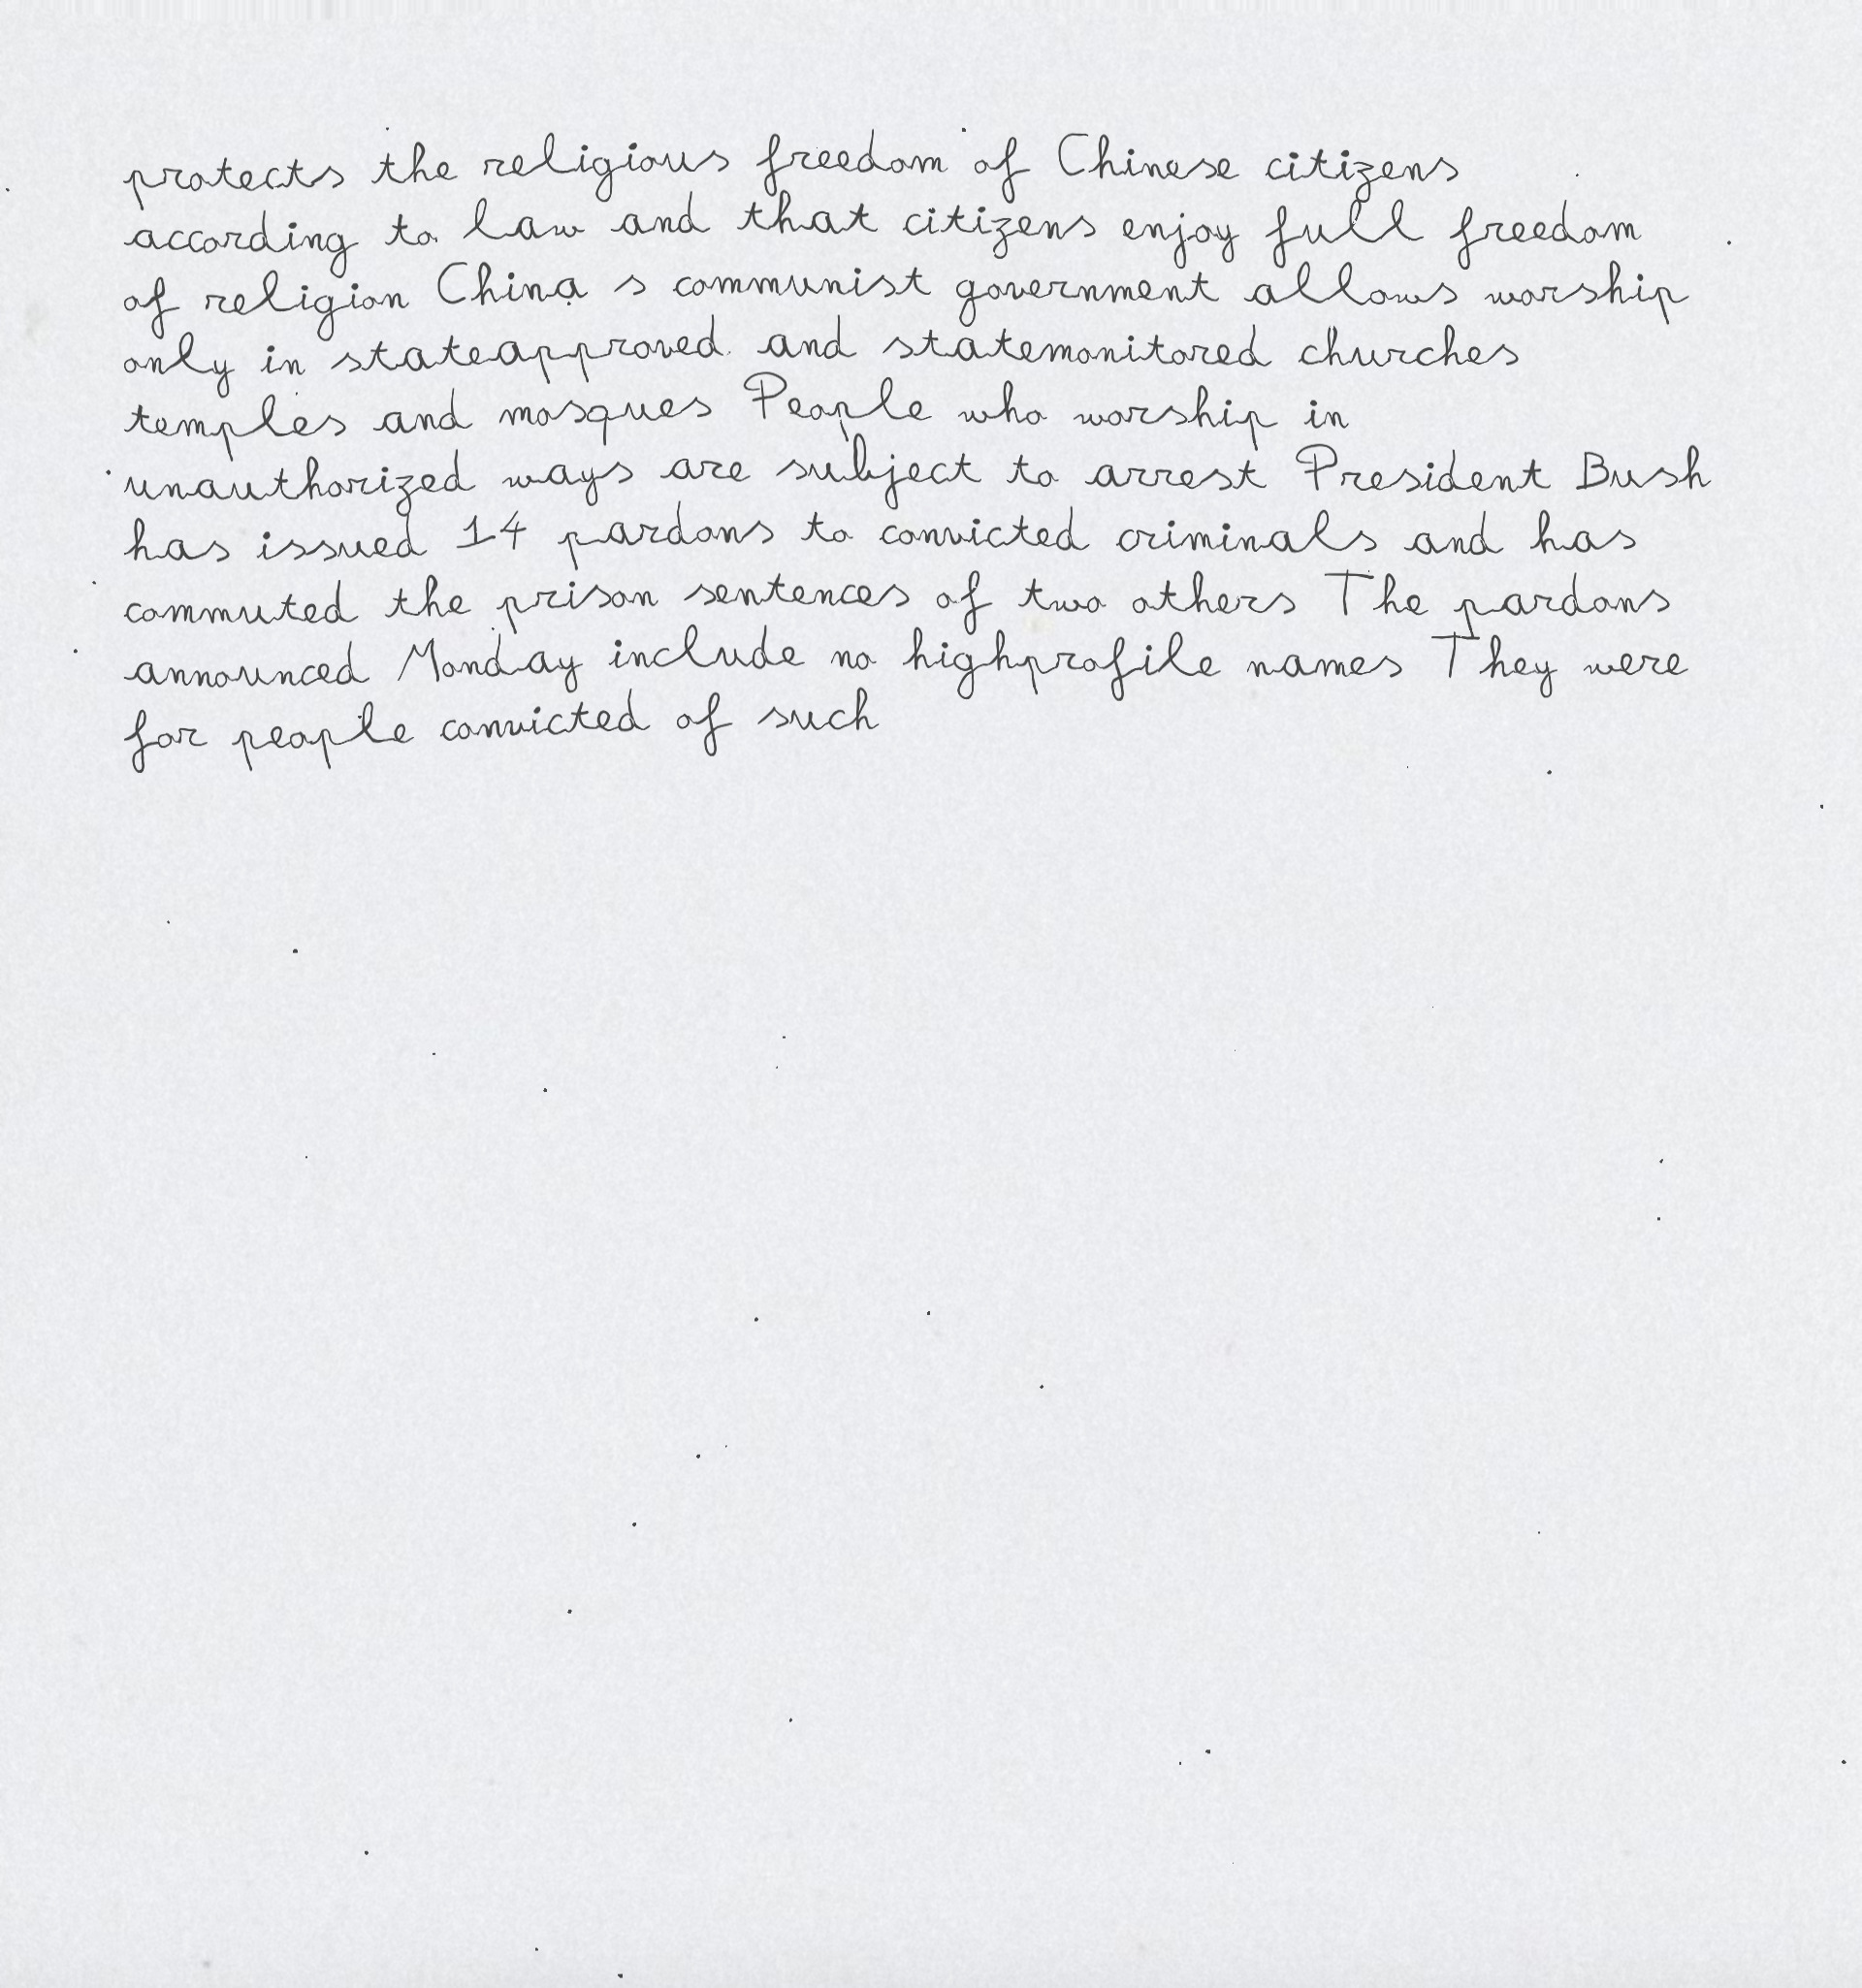 protects the religious freedom of Chinese citizens
according to law and that citizens enjoy full freedom
of religion China s communist government allows worship
only in stateapproved and statemonitored churches
temples and mosques People who worship in
unauthorized ways are subject to arrest President Bush
has issued 14 pardons to convicted criminals and has
commuted the prison sentences of two others The pardons
announced Monday include no highprofile names They were
for people convicted of such